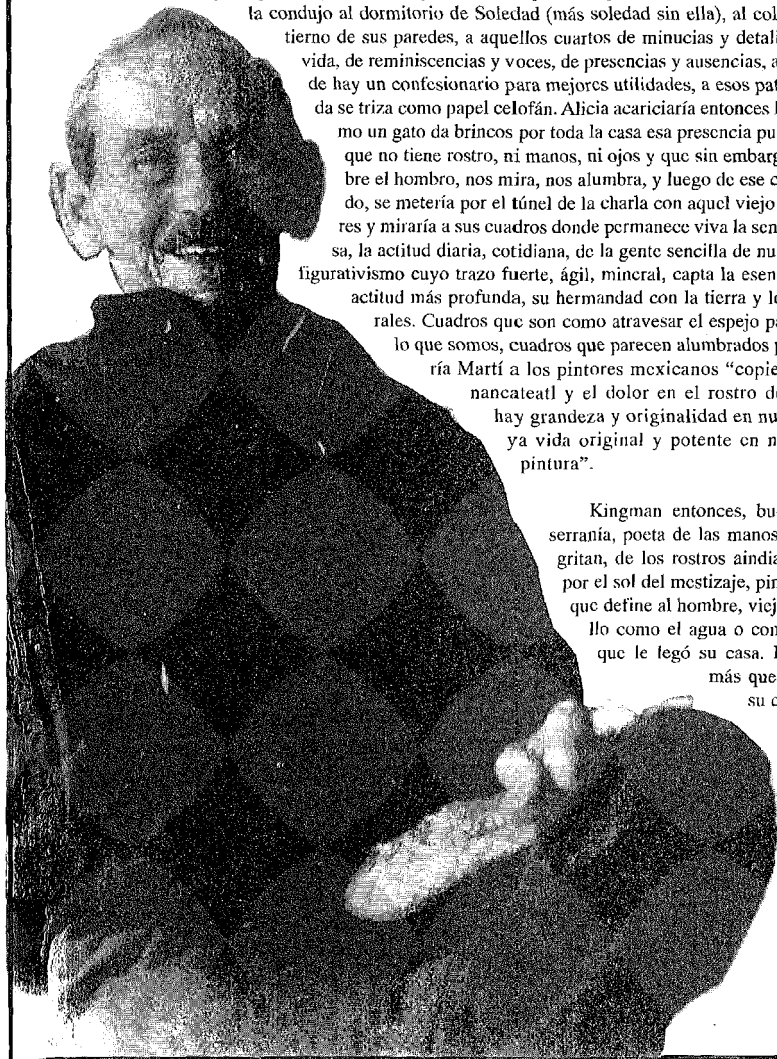 la condujo al dormitorio de Soledad (más soledad sin ella), al col
tierno de sus paredes, a aquellos cuartos de minucias y detall
vida, de reminiscencias y voces, de presencias y ausencias, a
de hay un confesionario para mejores utilidades, a esos pat
da se triza como papel celofán. Alicia acariciaría entonces l
mo un gato da brincos por toda la casa esa presencia pu
que no tiene rostro, ni manos, ni ojos y que sin embarg
bre el hombro, nos mira, nos alumbra, y luego de ese c
do, se metería por el túnel de la charla con aquel viejo
res y miraría a sus cuadros donde permanece viva la sen
sa, la actitud diaria, cotidiana, de la gente sencilla de nu
figurativismo cuyo trazo fuerte, ágil, mineral, capta la esen
actitud más profunda, su hermandad con la tierra y l
rales. Cuadros que son como atravesar el espejo p
lo que somos, cuadros que parecen alumbrados p
ría Martí a los pintores mexicanos “copie
nancateatl y el dolor en el rostro d
hay grandeza y originalidad en nu
ya vida original y potente en n
pintura”.
Kingman entonces, bu
serranía, poeta de las manos
gritan, de los rostros aindia
por el sol del mestizaje, pin
que define al hombre, viej
llo como el agua o con
que le legó su casa.
más que
su c